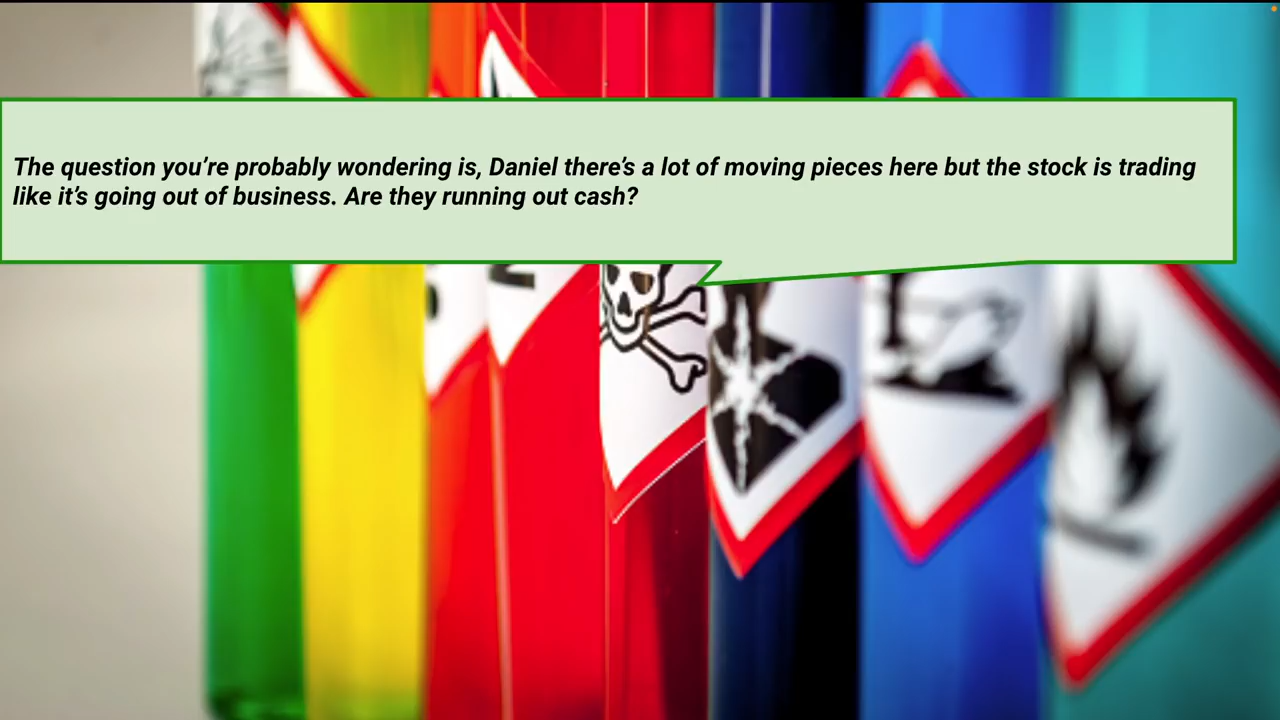 The question you’re probably wondering is, Daniel there’s a lot of moving pieces here but the stock is trading
like it’s going out of business. Are they running out cash?